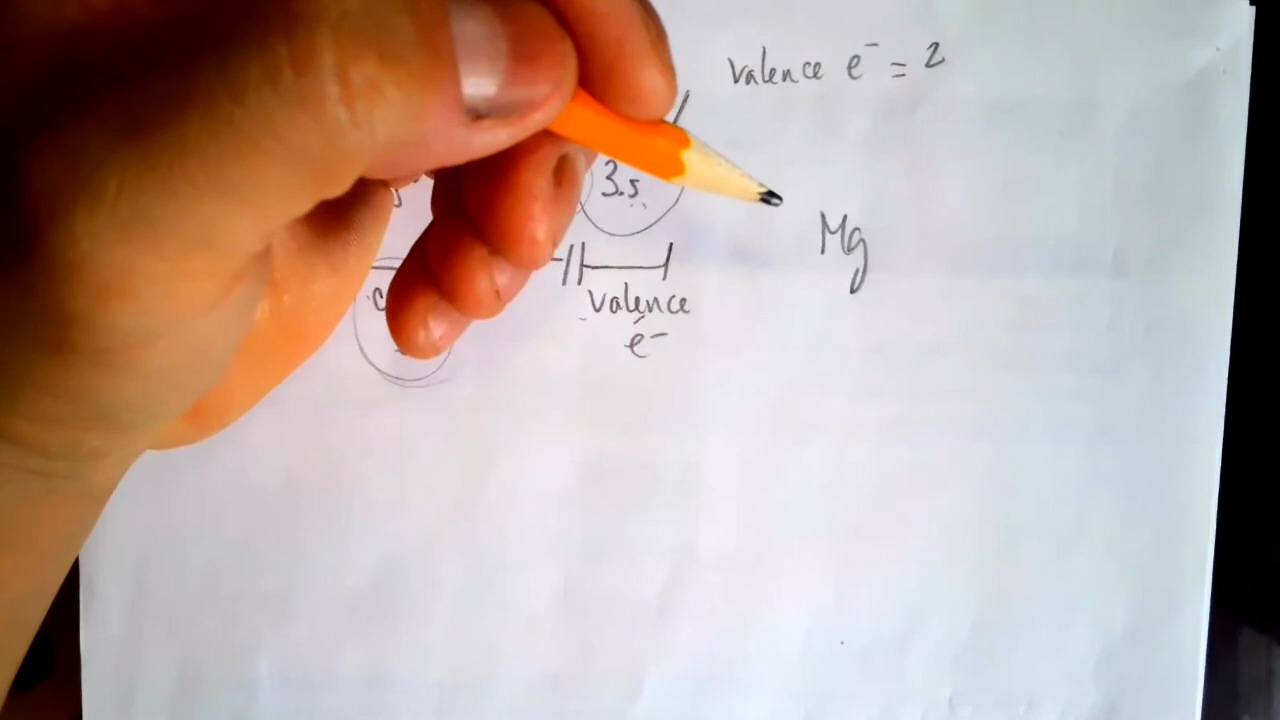 valence e⁻ = 2
3s
Mg
valence
e⁻